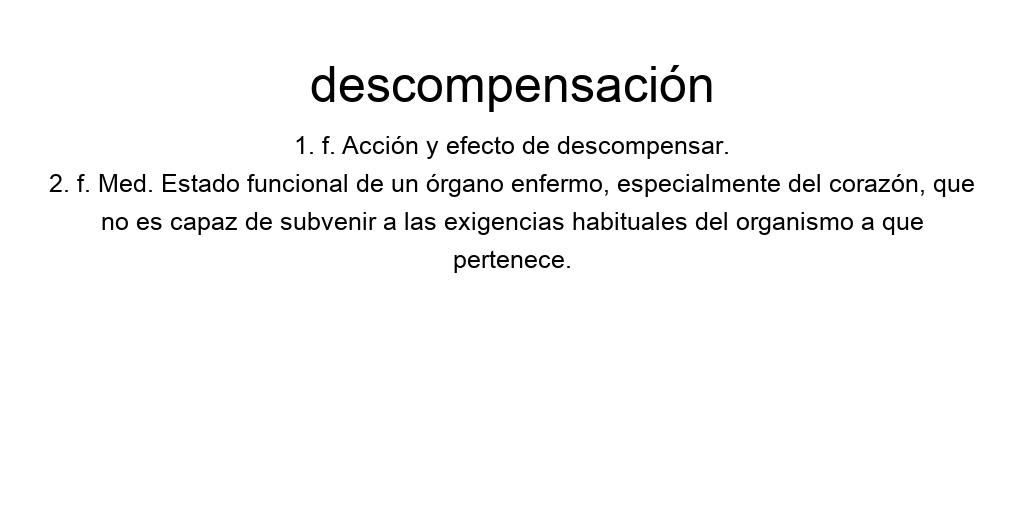 descompensación
1. f. Acción y efecto de descompensar.
2. f. Med. Estado funcional de un órgano enfermo, especialmente del corazón, que
no es capaz de subvenir a las exigencias habituales del organismo a que
pertenece.